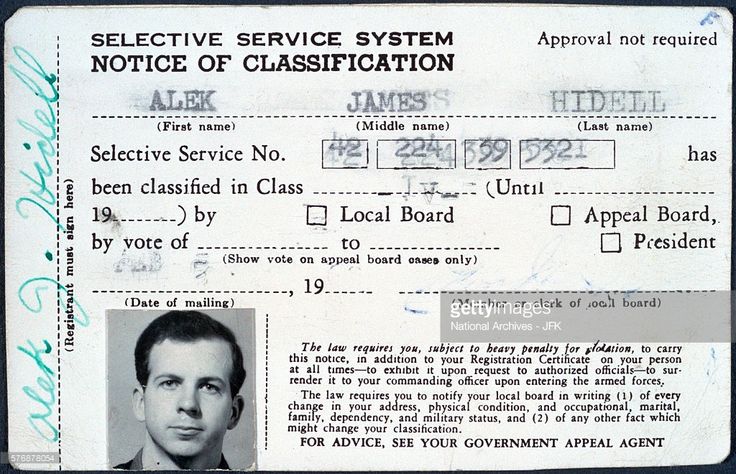 SELECTIVE SERVICE SYSTEM Approval not required
NOTICE OF CLASSIFICATION
ALEK JAMES HIDELL
(First name) (Middle name) (Last name)
Selective Service No. 42 224 339 5321 has
been classified in Class (Until
19 ) by Local Board Appeal Board,
by vote of to President
(Show vote on appeal board cases only)
, 19
(Date of mailing) (Member or clerk of local board)
Alek J. Hidell
(Registrant must sign here)
gettyimages
National Archives - JFK
The law requires you, subject to heavy penalty for violation, to carry
this notice, in addition to your Registration Certificate on your person
at all times—to exhibit it upon request to authorized officials—to sur-
render it to your commanding officer upon entering the armed forces.
The law requires you to notify your local board in writing (1) of every
change in your address, physical condition, and occupational, marital,
family, dependency, and military status, and (2) of any other fact which
might change your classification.
FOR ADVICE, SEE YOUR GOVERNMENT APPEAL AGENT
576878054